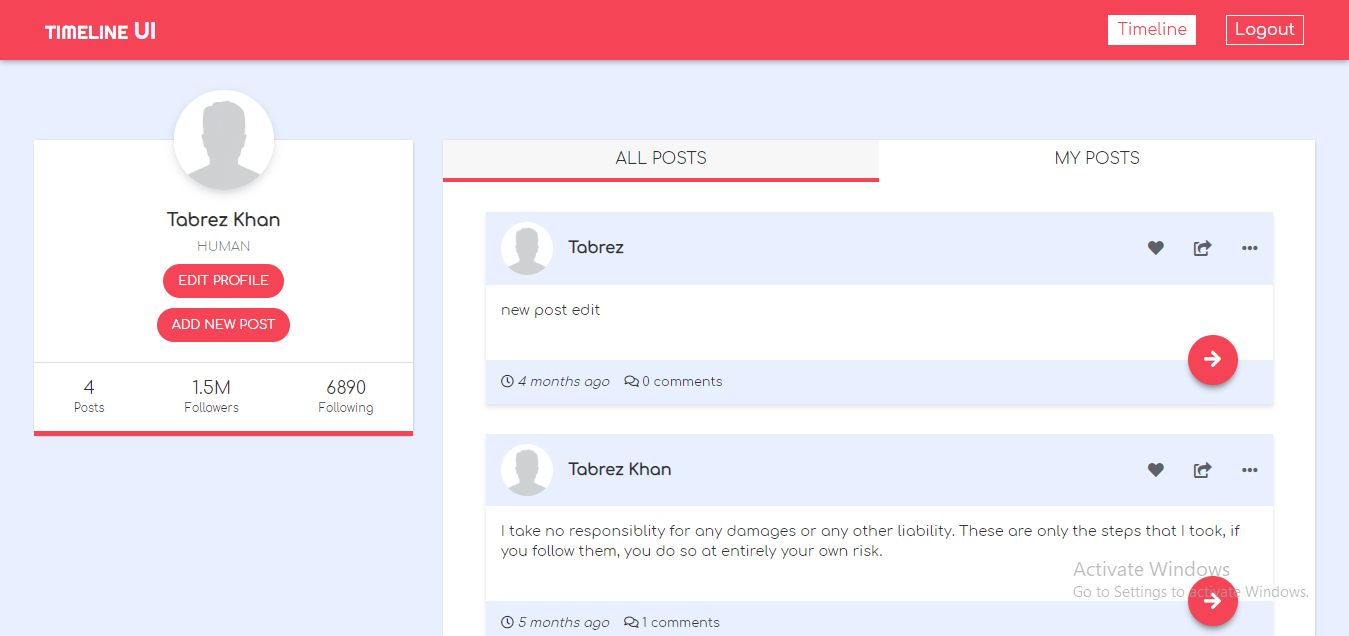 TIMELINE UI
Timeline
Logout
Tabrez Khan
HUMAN
EDIT PROFILE
ADD NEW POST
4 1.5M 6890
Posts Followers Following
ALL POSTS MY POSTS
Tabrez
new post edit
4 months ago 0 comments
Tabrez Khan
I take no responsiblity for any damages or any other liability. These are only the steps that I took, if
you follow them, you do so at entirely your own risk.
5 months ago 1 comments
Activate Windows
Go to Settings to activate Windows.